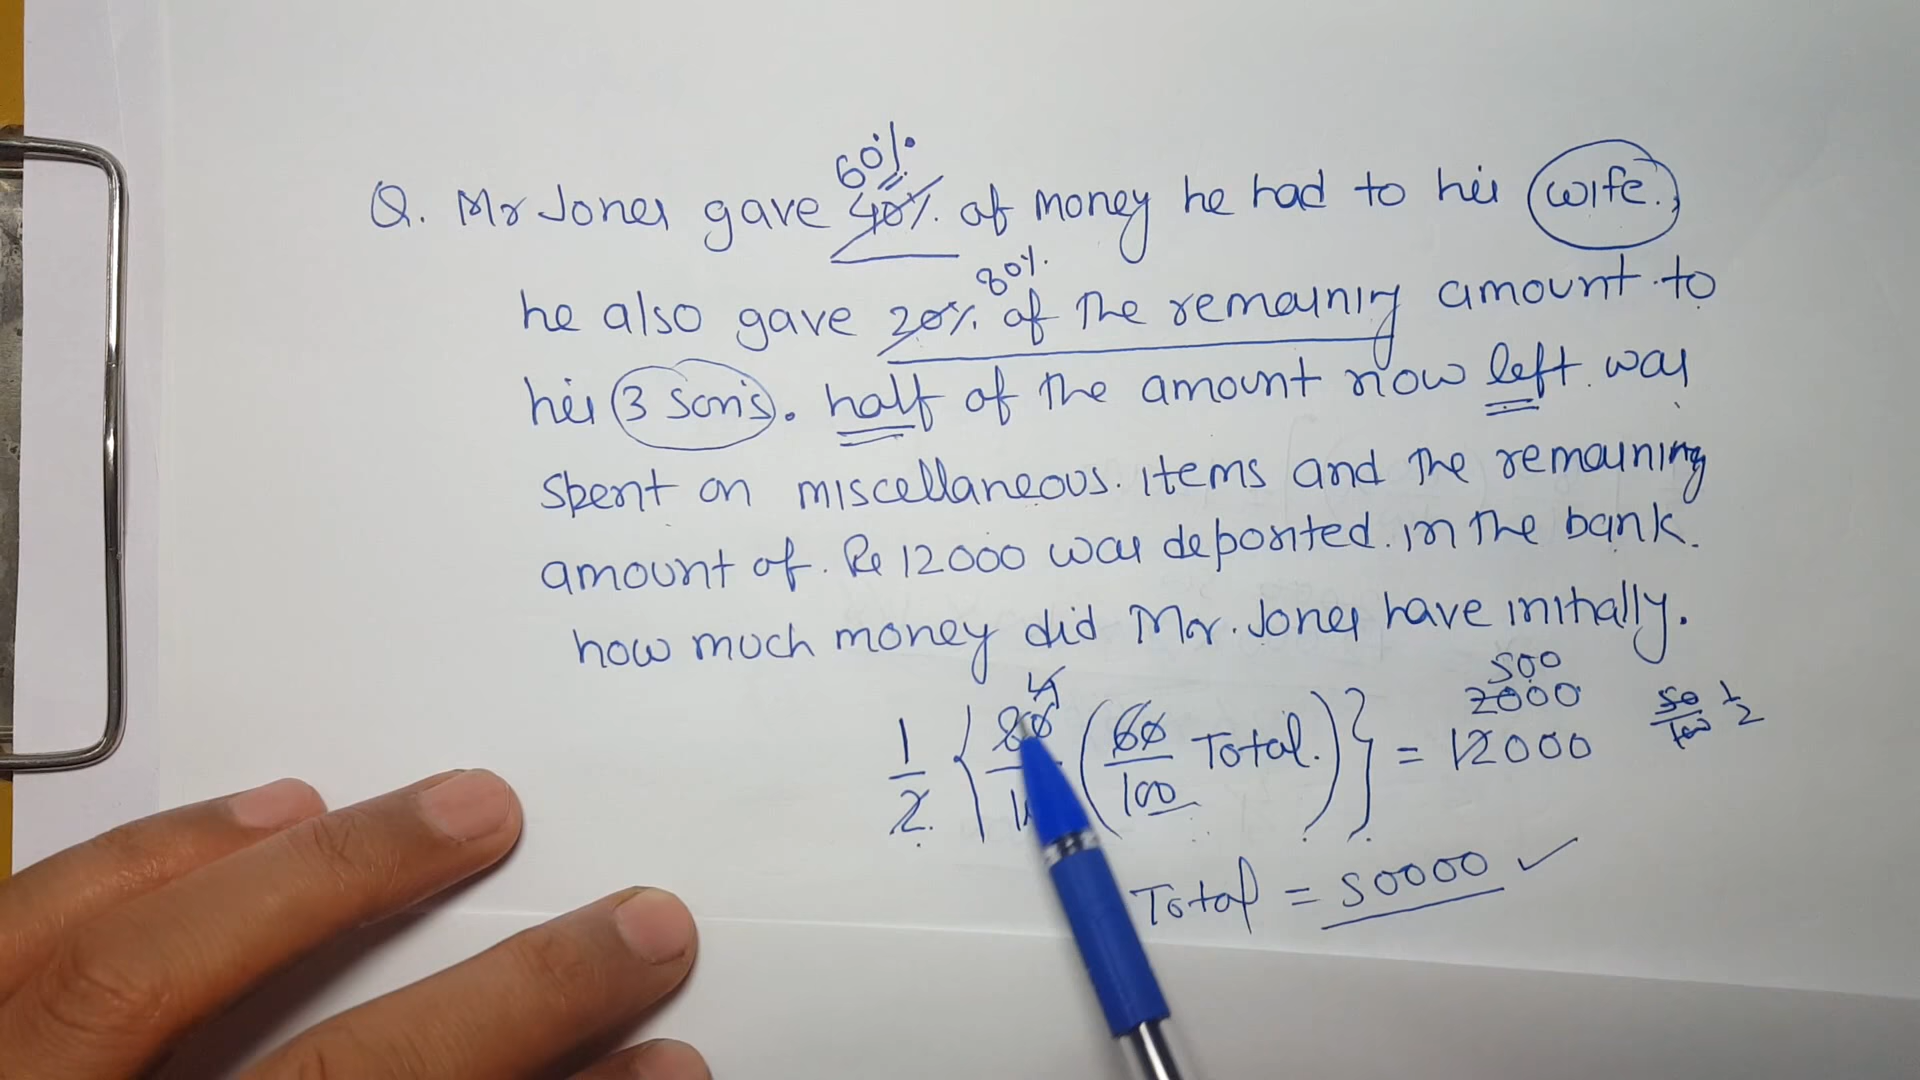 60%
Q. Mr Jones gave 40% of money he had to his wife.
80%
he also gave 20% of the remaining amount to
his 3 son's. half of the amount now left was
spent on miscellaneous. items and the remaining
amount of. Rs 12000 was deposited. in the bank.
how much money did Mr. Jones have initially.
500
4 2000
1/2 { 80/1 ( 60/100 Total. ) } = 12000 50/100 1/2
Total = 50000 ✓